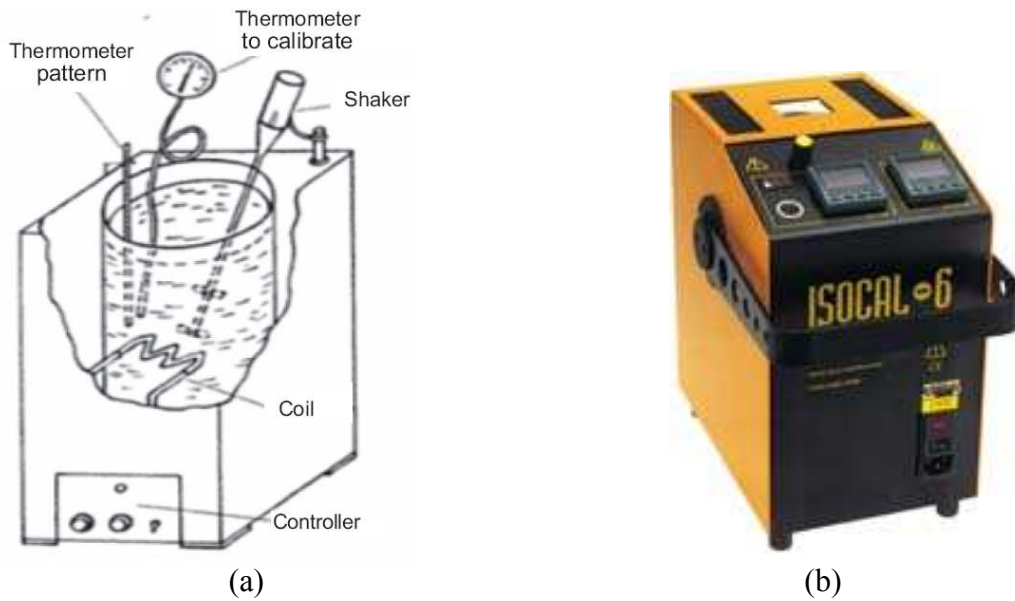 Thermometer
to calibrate
Thermometer
pattern
Shaker
Coil
Controller
ISOCAL-6
(a)
(b)